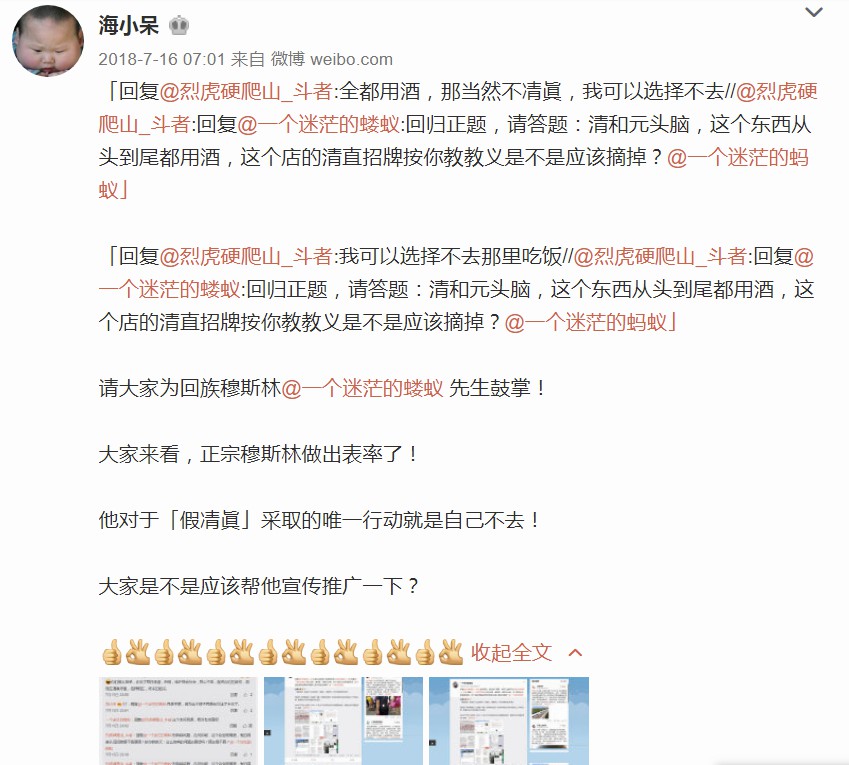 海小呆
2018-7-16 07:01 来自 微博 weibo.com
「回复@烈虎硬爬山_斗者:全都用酒，那当然不清眞，我可以选择不去//@烈虎硬
爬山_斗者:回复@一个迷茫的蝼蚁:回归正题，请答题：清和元头脑，这个东西从
头到尾都用酒，这个店的清直招牌按你教教义是不是应该摘掉？@一个迷茫的蚂
蚁」
「回复@烈虎硬爬山_斗者:我可以选择不去那里吃饭//@烈虎硬爬山_斗者:回复@
一个迷茫的蝼蚁:回归正题，请答题：清和元头脑，这个东西从头到尾都用酒，这
个店的清直招牌按你教教义是不是应该摘掉？@一个迷茫的蚂蚁」
请大家为回族穆斯林@一个迷茫的蝼蚁 先生鼓掌！
大家来看，正宗穆斯林做出表率了！
他对于「假清眞」采取的唯一行动就是自己不去！
大家是不是应该帮他宣传推广一下？
👍👌👍👌👍👌👍👌👍👌👍👌👍👌 收起全文